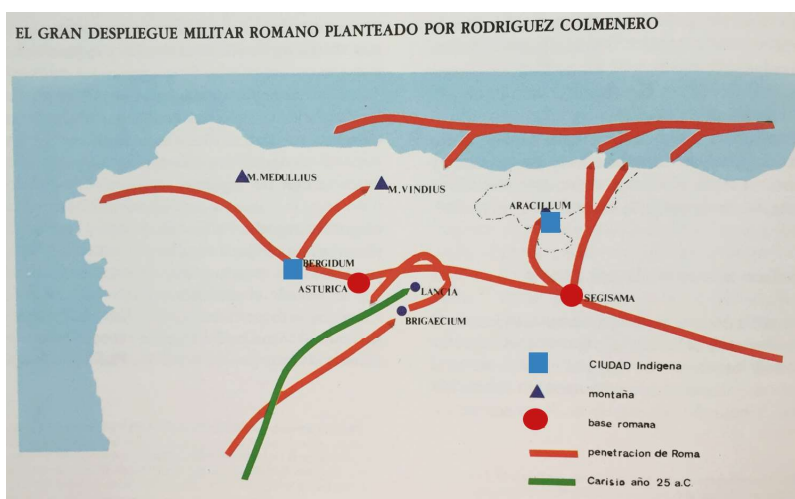 EL GRAN DESPLIEGUE MILITAR ROMANO PLANTEADO POR RODRIGUEZ COLMENERO
M.MEDULLIUS
M.VINDIUS
ARACILLUM
BERGIDUM
ASTURICA
LANCIA
SEGISAMA
BRIGAECIUM
CIUDAD Indigena
montaña
base romana
penetracion de Roma
Carisio año 25 a.C.